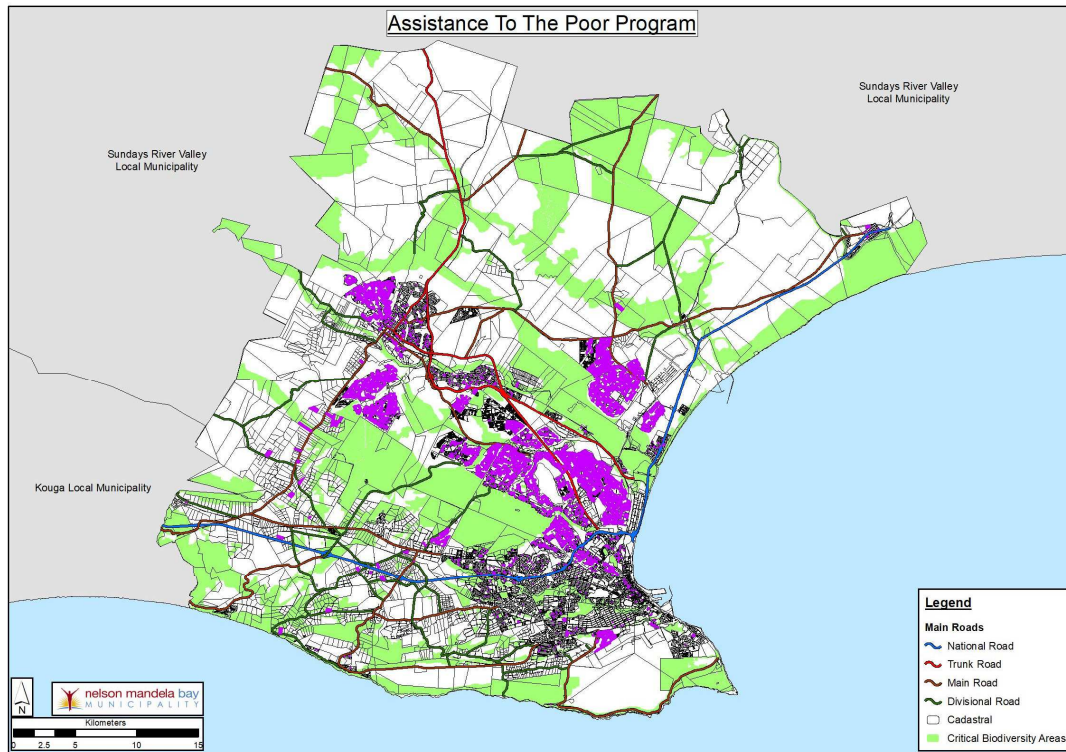 Assistance To The Poor Program
Sundays River Valley
Local Municipality
Sundays River Valley
Local Municipality
Kouga Local Municipality
Legend
Main Roads
National Road
Trunk Road
Main Road
Divisional Road
Cadastral
Critical Biodiversity Areas
N
nelson mandela bay
MUNICIPALITY
Kilometers
0 2.5 5 10 15